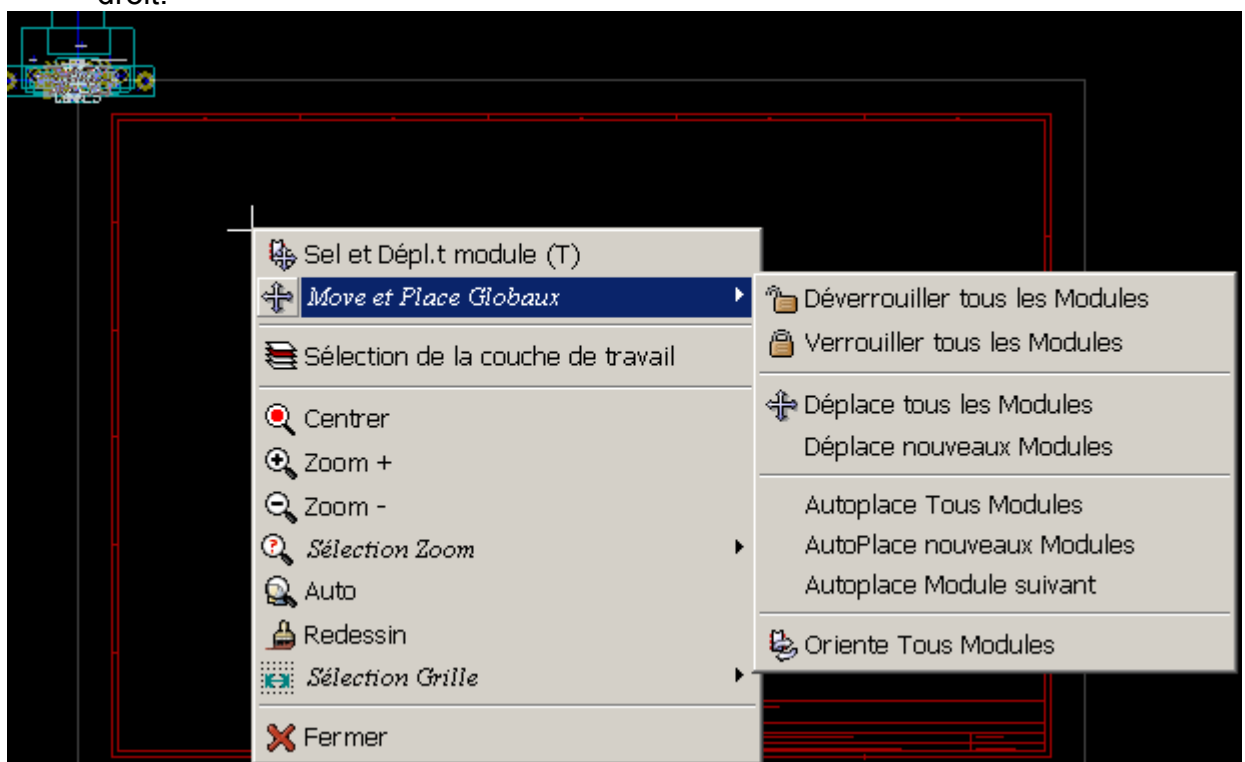 droit.
Sel et Dépl.t module (T)
Move et Place Globaux
Sélection de la couche de travail
Centrer
Zoom +
Zoom -
Sélection Zoom
Auto
Redessin
Sélection Grille
Fermer
Déverrouiller tous les Modules
Verrouiller tous les Modules
Déplace tous les Modules
Déplace nouveaux Modules
Autoplace Tous Modules
AutoPlace nouveaux Modules
Autoplace Module suivant
Oriente Tous Modules